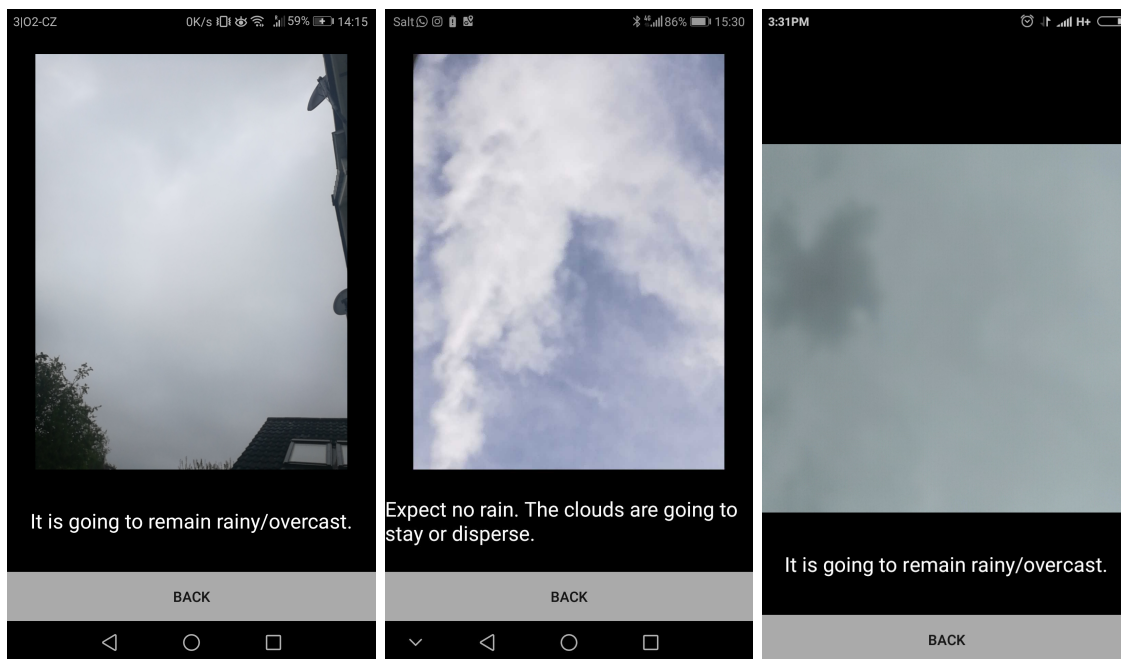 3|O2-CZ 0K/s 59% 14:15
It is going to remain rainy/overcast.
BACK
Salt 4G 86% 15:30
Expect no rain. The clouds are going to
stay or disperse.
BACK
3:31PM H+
It is going to remain rainy/overcast.
BACK